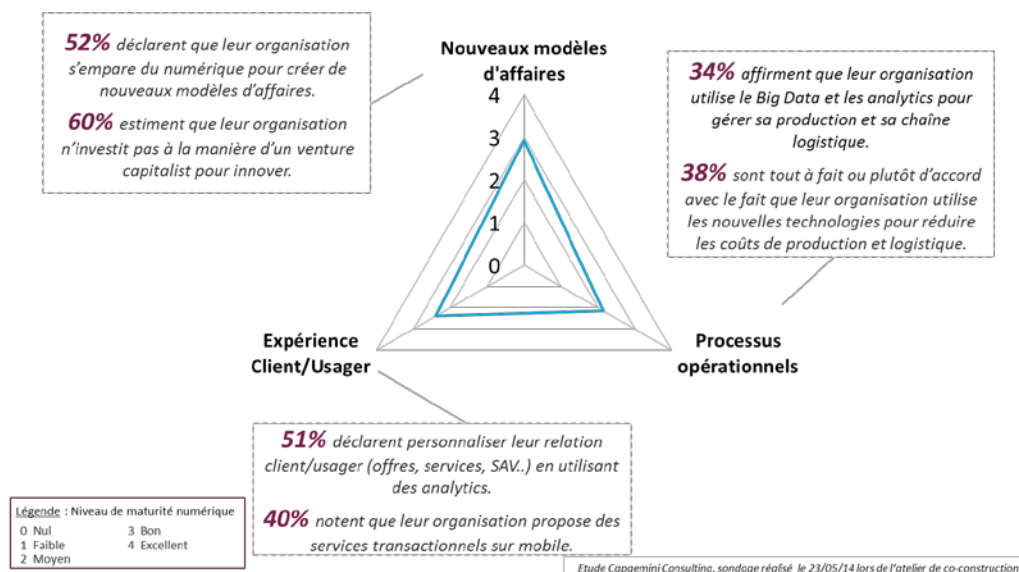 52% déclarent que leur organisation
s'empare du numérique pour créer de
nouveaux modèles d'affaires.
60% estiment que leur organisation
n'investit pas à la manière d'un venture
capitalist pour innover.
Nouveaux modèles
d'affaires
34% affirment que leur organisation
utilise le Big Data et les analytics pour
gérer sa production et sa chaîne
logistique.
38% sont tout à fait ou plutôt d'accord
avec le fait que leur organisation utilise
les nouvelles technologies pour réduire
les coûts de production et logistique.
4
3
2
1
0
Expérience
Client/Usager
Processus
opérationnels
51% déclarent personnaliser leur relation
client/usager (offres, services, SAV..) en utilisant
des analytics.
40% notent que leur organisation propose des
services transactionnels sur mobile.
Légende : Niveau de maturité numérique
0 Nul 3 Bon
1 Faible 4 Excellent
2 Moyen
Etude Capgemini Consulting, sondage réalisé le 23/05/14 lors de l'atelier de co-construction